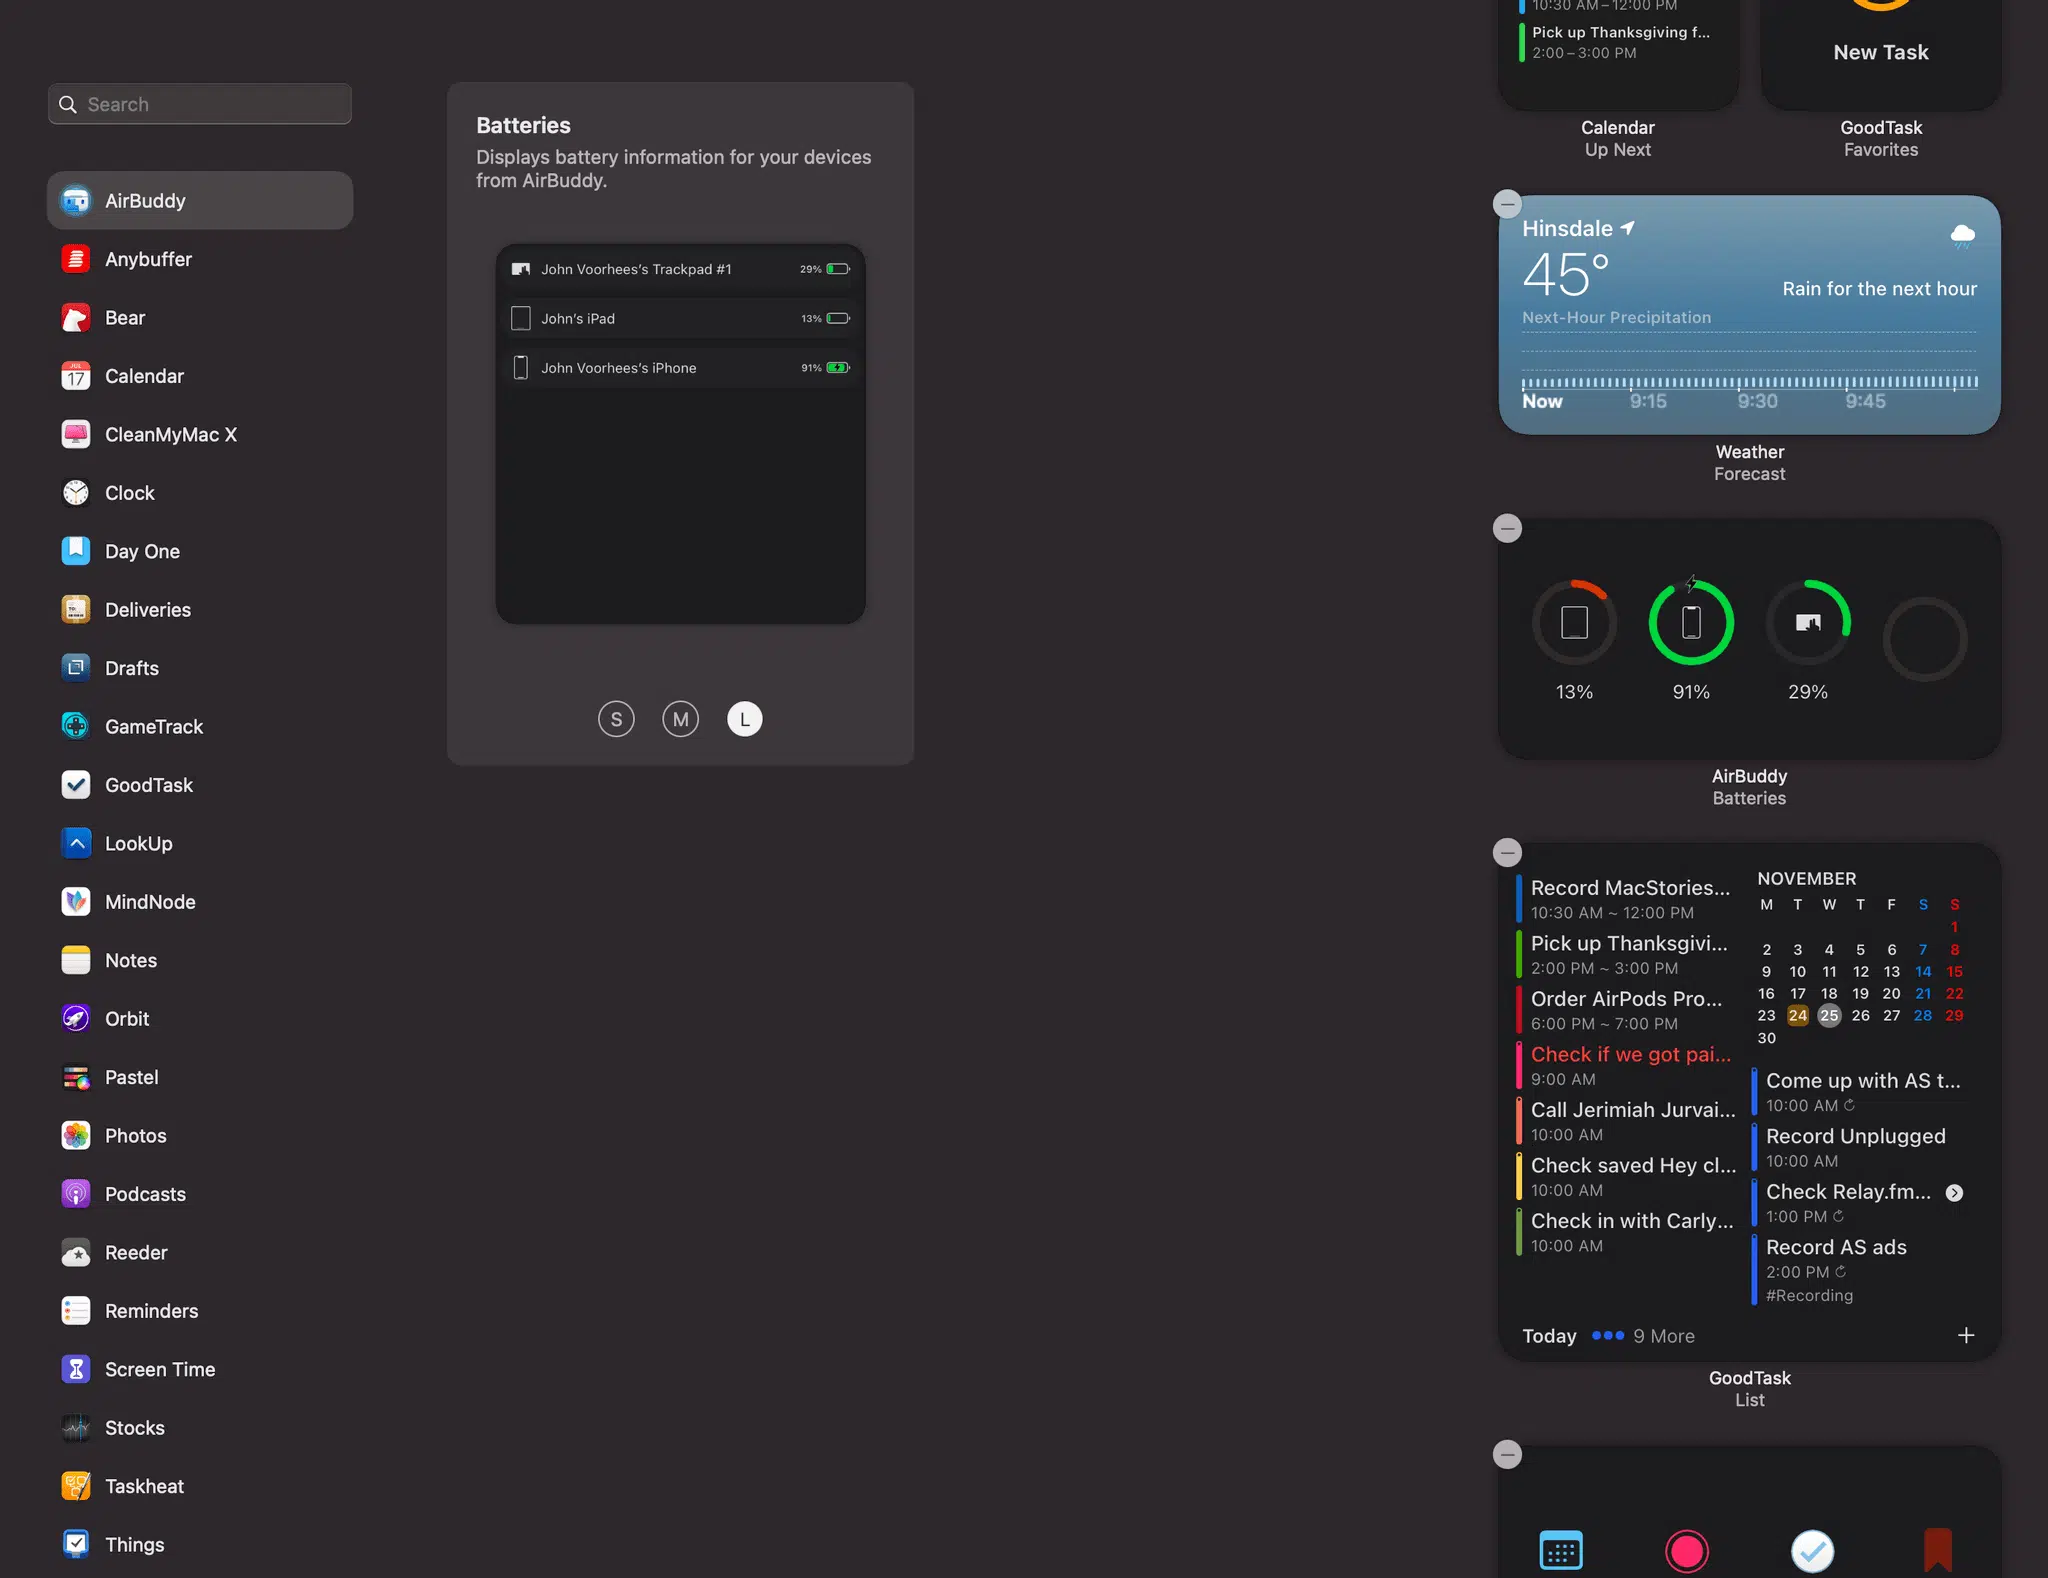 Search
AirBuddy
Anybuffer
Bear
JUL
17
Calendar
CleanMyMac X
Clock
Day One
Deliveries
Drafts
GameTrack
GoodTask
LookUp
MindNode
Notes
Orbit
Pastel
Photos
Podcasts
Reeder
Reminders
Screen Time
Stocks
Taskheat
Things
Batteries
Displays battery information for your devices
from AirBuddy.
John Voorhees's Trackpad #1 29%
John's iPad 13%
John Voorhees's iPhone 91%
S M L
10:30 AM – 12:00 PM
Pick up Thanksgiving f...
2:00 – 3:00 PM
Calendar
Up Next
New Task
GoodTask
Favorites
Hinsdale
45°
Rain for the next hour
Next-Hour Precipitation
Now 9:15 9:30 9:45
Weather
Forecast
13% 91% 29%
AirBuddy
Batteries
Record MacStories...
10:30 AM ~ 12:00 PM
Pick up Thanksgivi...
2:00 PM ~ 3:00 PM
Order AirPods Pro...
6:00 PM ~ 7:00 PM
Check if we got pai...
9:00 AM
Call Jerimiah Jurvai...
10:00 AM
Check saved Hey cl...
10:00 AM
Check in with Carly...
10:00 AM
NOVEMBER
M T W T F S S
1
2 3 4 5 6 7 8
9 10 11 12 13 14 15
16 17 18 19 20 21 22
23 24 25 26 27 28 29
30
Come up with AS t...
10:00 AM
Record Unplugged
10:00 AM
Check Relay.fm...
1:00 PM
Record AS ads
2:00 PM
#Recording
Today 9 More
GoodTask
List